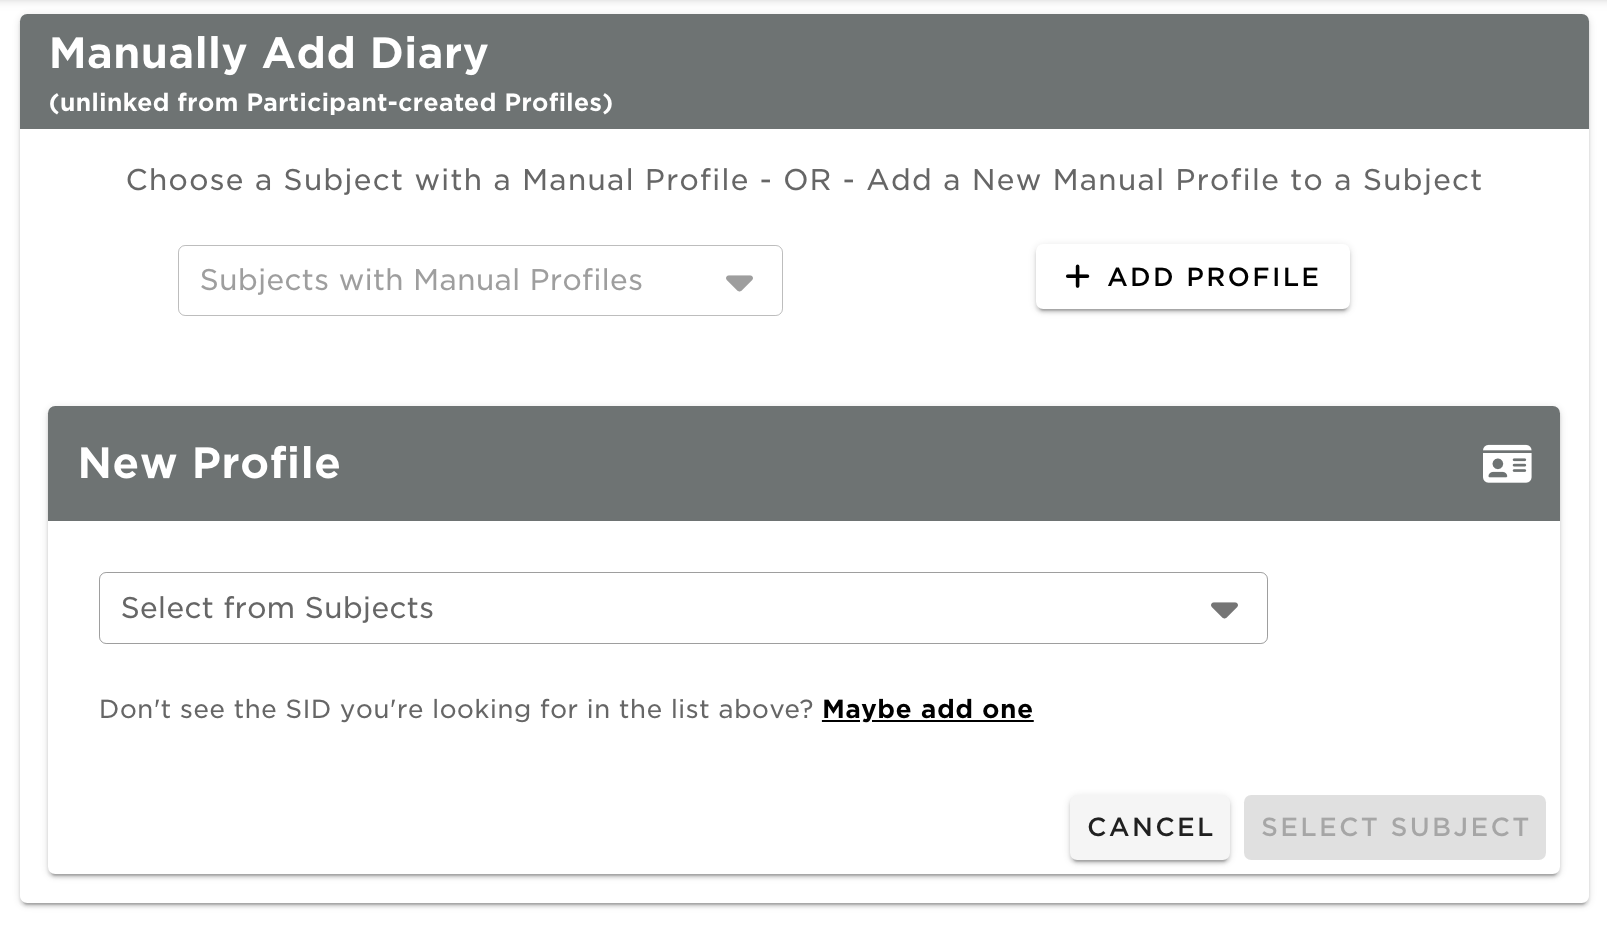 Manually Add Diary
(unlinked from Participant-created Profiles)
Choose a Subject with a Manual Profile - OR - Add a New Manual Profile to a Subject
Subjects with Manual Profiles
+ ADD PROFILE
New Profile
Select from Subjects
Don't see the SID you're looking for in the list above? Maybe add one
CANCEL
SELECT SUBJECT